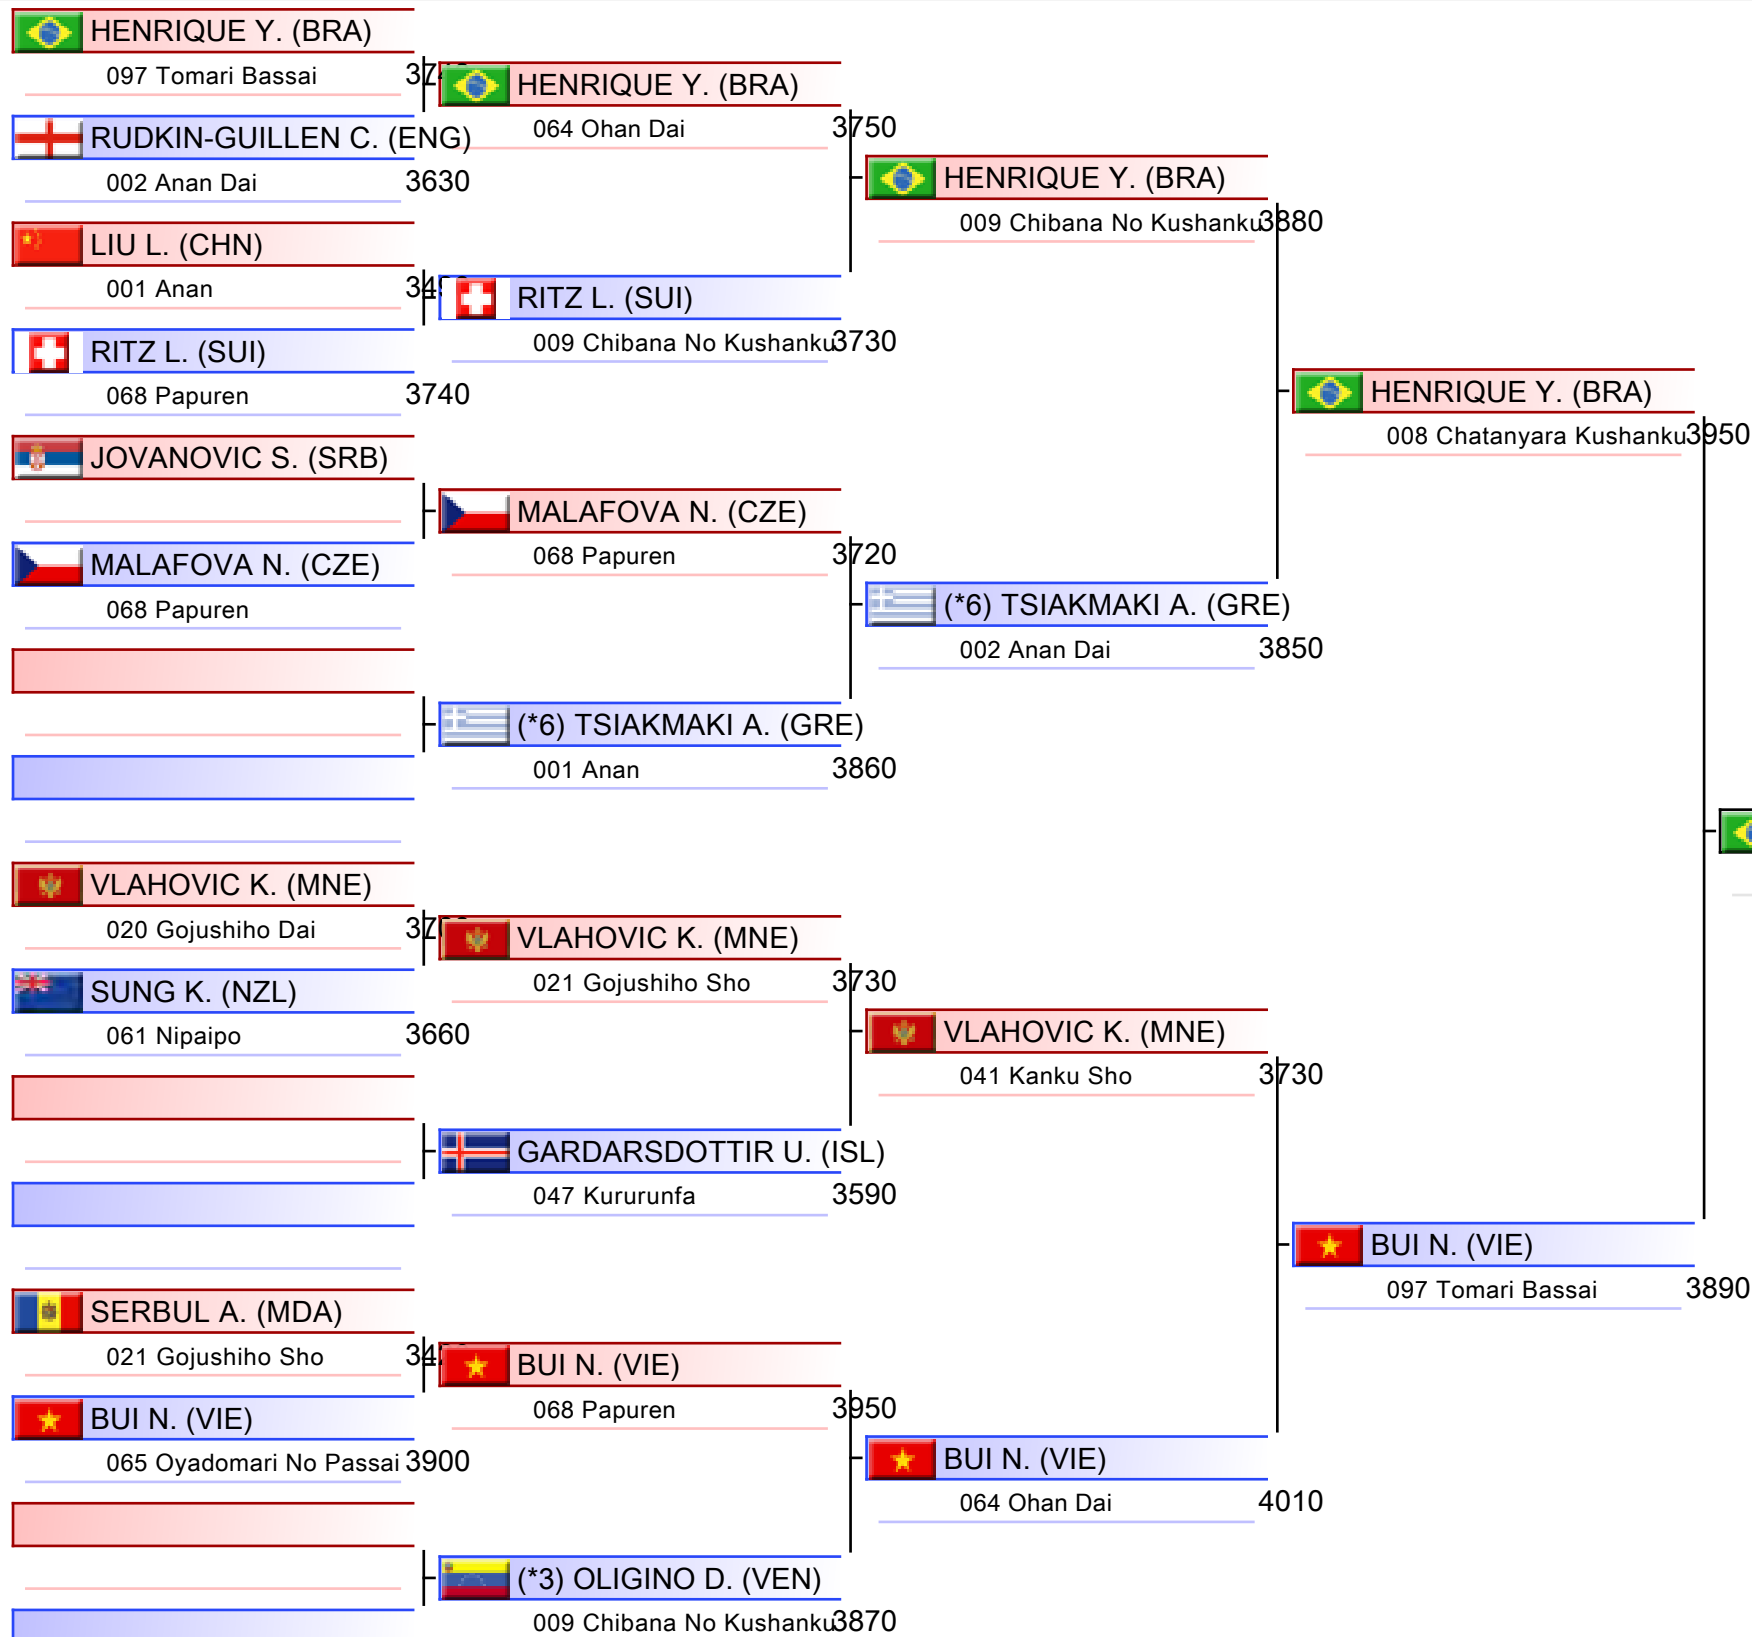 HENRIQUE Y. (BRA)
097 Tomari Bassai
RUDKIN-GUILLEN C. (ENG)
002 Anan Dai 3630
LIU L. (CHN)
001 Anan
RITZ L. (SUI)
068 Papuren 3740
JOVANOVIC S. (SRB)
MALAFOVA N. (CZE)
068 Papuren
VLAHOVIC K. (MNE)
020 Gojushiho Dai
SUNG K. (NZL)
061 Nipaipo 3660
SERBUL A. (MDA)
021 Gojushiho Sho
BUI N. (VIE)
065 Oyadomari No Passai 3900
HENRIQUE Y. (BRA)
064 Ohan Dai 3750
RITZ L. (SUI)
009 Chibana No Kushanku 3730
MALAFOVA N. (CZE)
068 Papuren 3720
(*6) TSIAKMAKI A. (GRE)
001 Anan 3860
VLAHOVIC K. (MNE)
021 Gojushiho Sho 3730
GARDARSDOTTIR U. (ISL)
047 Kururunfa 3590
BUI N. (VIE)
068 Papuren 3950
(*3) OLIGINO D. (VEN)
009 Chibana No Kushanku 3870
HENRIQUE Y. (BRA)
009 Chibana No Kushanku 3880
(*6) TSIAKMAKI A. (GRE)
002 Anan Dai 3850
VLAHOVIC K. (MNE)
041 Kanku Sho 3730
BUI N. (VIE)
064 Ohan Dai 4010
HENRIQUE Y. (BRA)
008 Chatanyara Kushanku 3950
BUI N. (VIE)
097 Tomari Bassai 3890